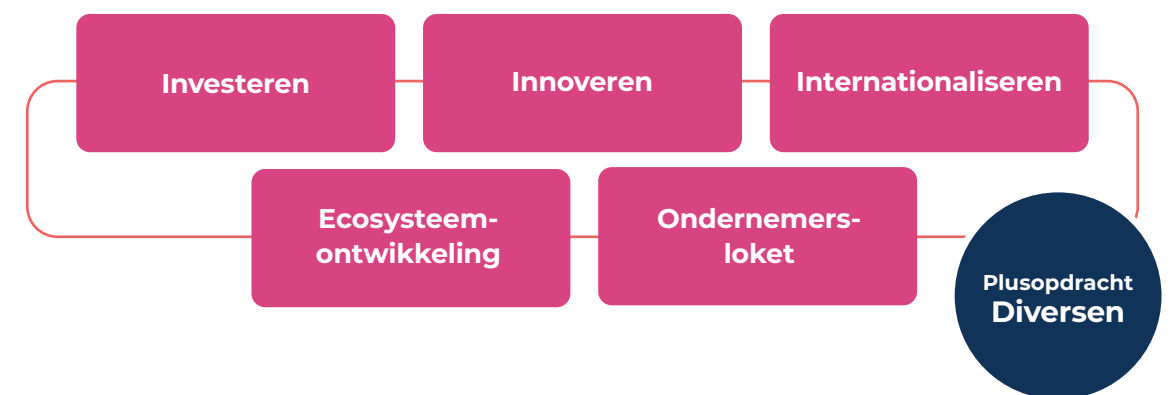 Investeren
Innoveren
Internationaliseren
Ecosysteem-
ontwikkeling
Ondernemers-
loket
Plusopdracht
Diversen